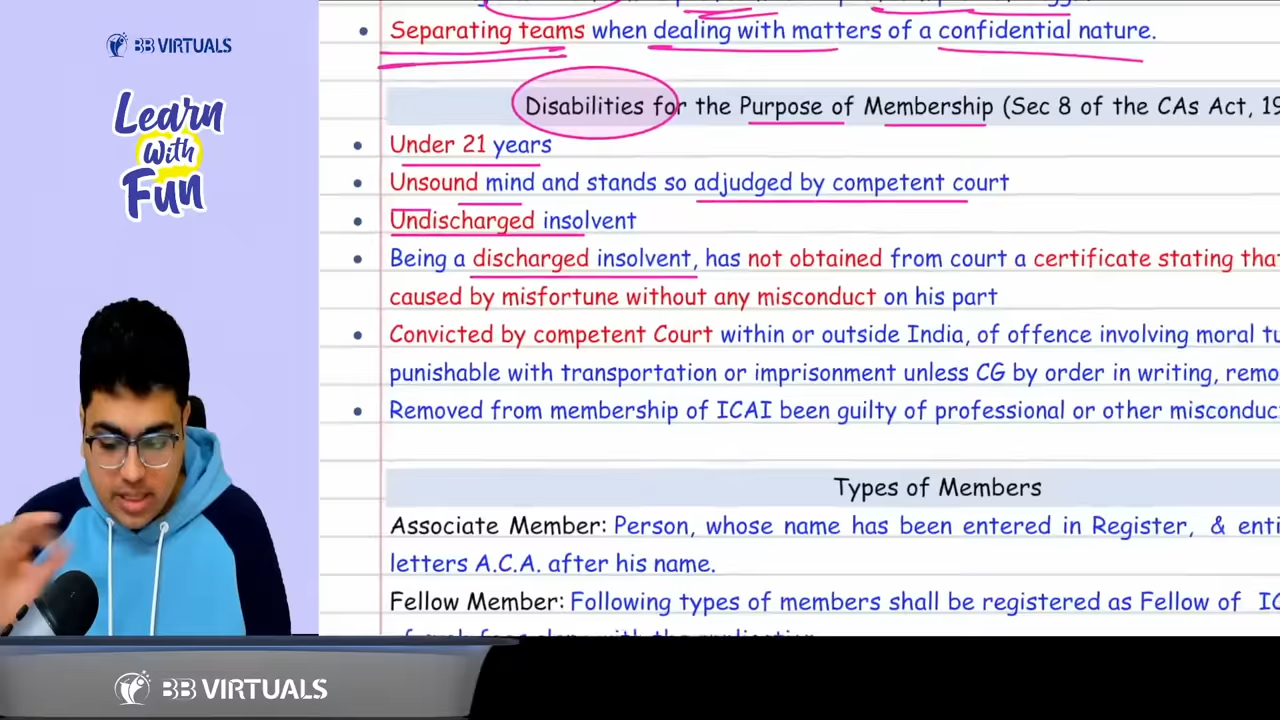 BB VIRTUALS
Learn
With
Fun
Separating teams when dealing with matters of a confidential nature.
Disabilities for the Purpose of Membership (Sec 8 of the CAs Act, 19
Under 21 years
Unsound mind and stands so adjudged by competent court
Undischarged insolvent
Being a discharged insolvent, has not obtained from court a certificate stating that
caused by misfortune without any misconduct on his part
Convicted by competent Court within or outside India, of offence involving moral tu
punishable with transportation or imprisonment unless CG by order in writing, remo
Removed from membership of ICAI been guilty of professional or other misconduc
Types of Members
Associate Member: Person, whose name has been entered in Register, & enti
letters A.C.A. after his name.
Fellow Member: Following types of members shall be registered as Fellow of IC
BB VIRTUALS